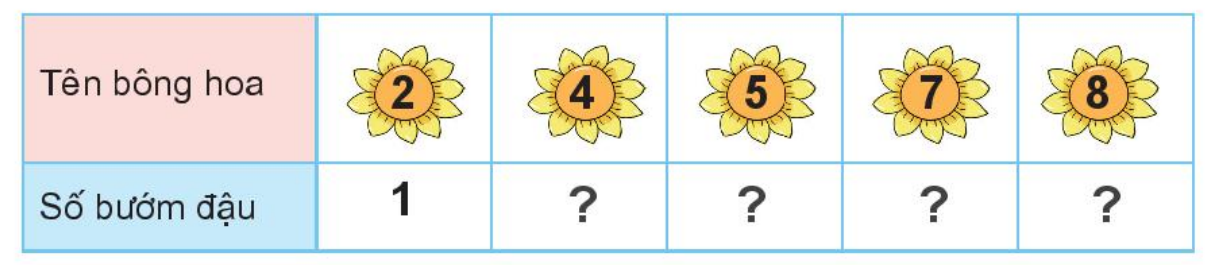 Tên bông hoa 2 4 5 7 8
Số bướm đậu 1 ? ? ? ?